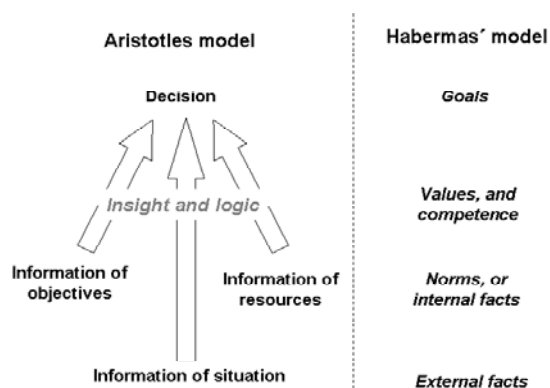 Aristotles model
Habermas´ model
Decision
Goals
Insight and logic
Values, and
competence
Information of
objectives
Information of
resources
Norms, or
internal facts
Information of situation
External facts